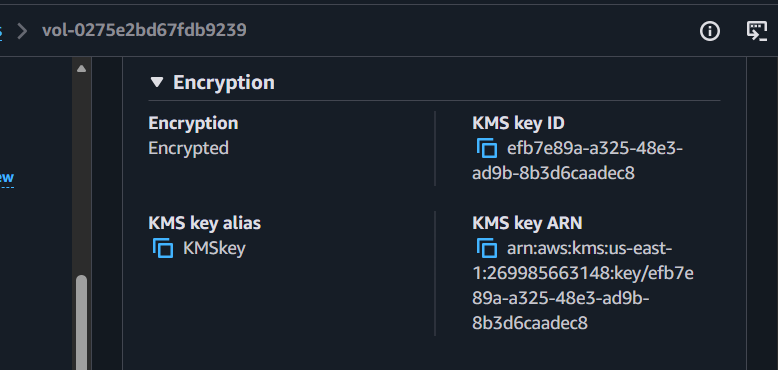 vol-0275e2bd67fdb9239
ew
Encryption
Encryption
Encrypted
KMS key ID
efb7e89a-a325-48e3-
ad9b-8b3d6caadec8
KMS key alias
KMSkey
KMS key ARN
arn:aws:kms:us-east-
1:269985663148:key/efb7e
89a-a325-48e3-ad9b-
8b3d6caadec8